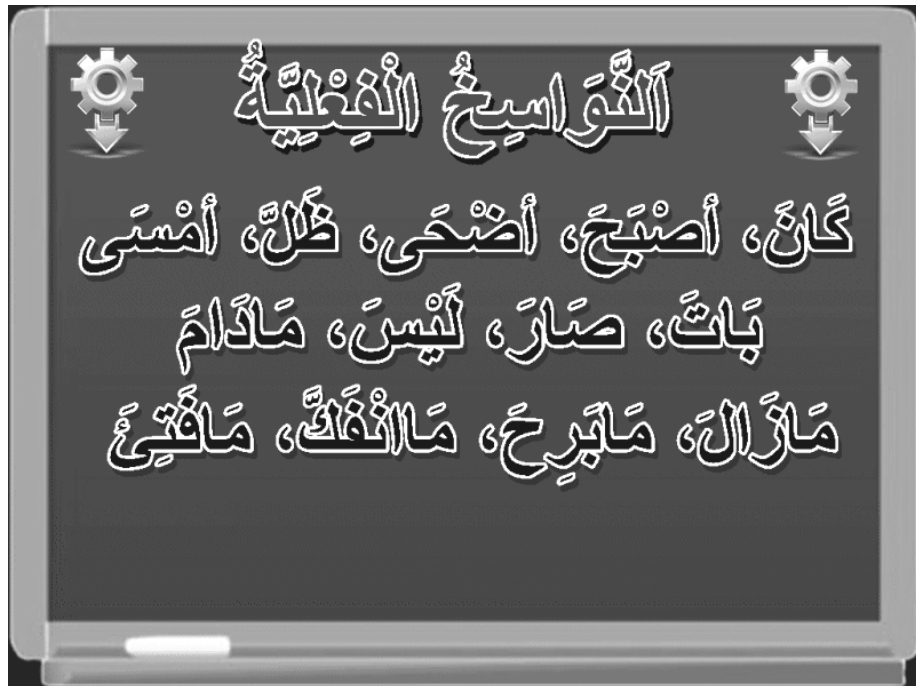 اَلنَّوَاسِخُ الْفِعْلِيَّةُ
كَانَ، أصْبَحَ، أضْحَى، ظَلَّ، أمْسَى
بَاتَ، صَارَ، لَيْسَ، مَادَامَ
مَازَالَ، مَابَرِحَ، مَاانْفَكَّ، مَافَتِئَ